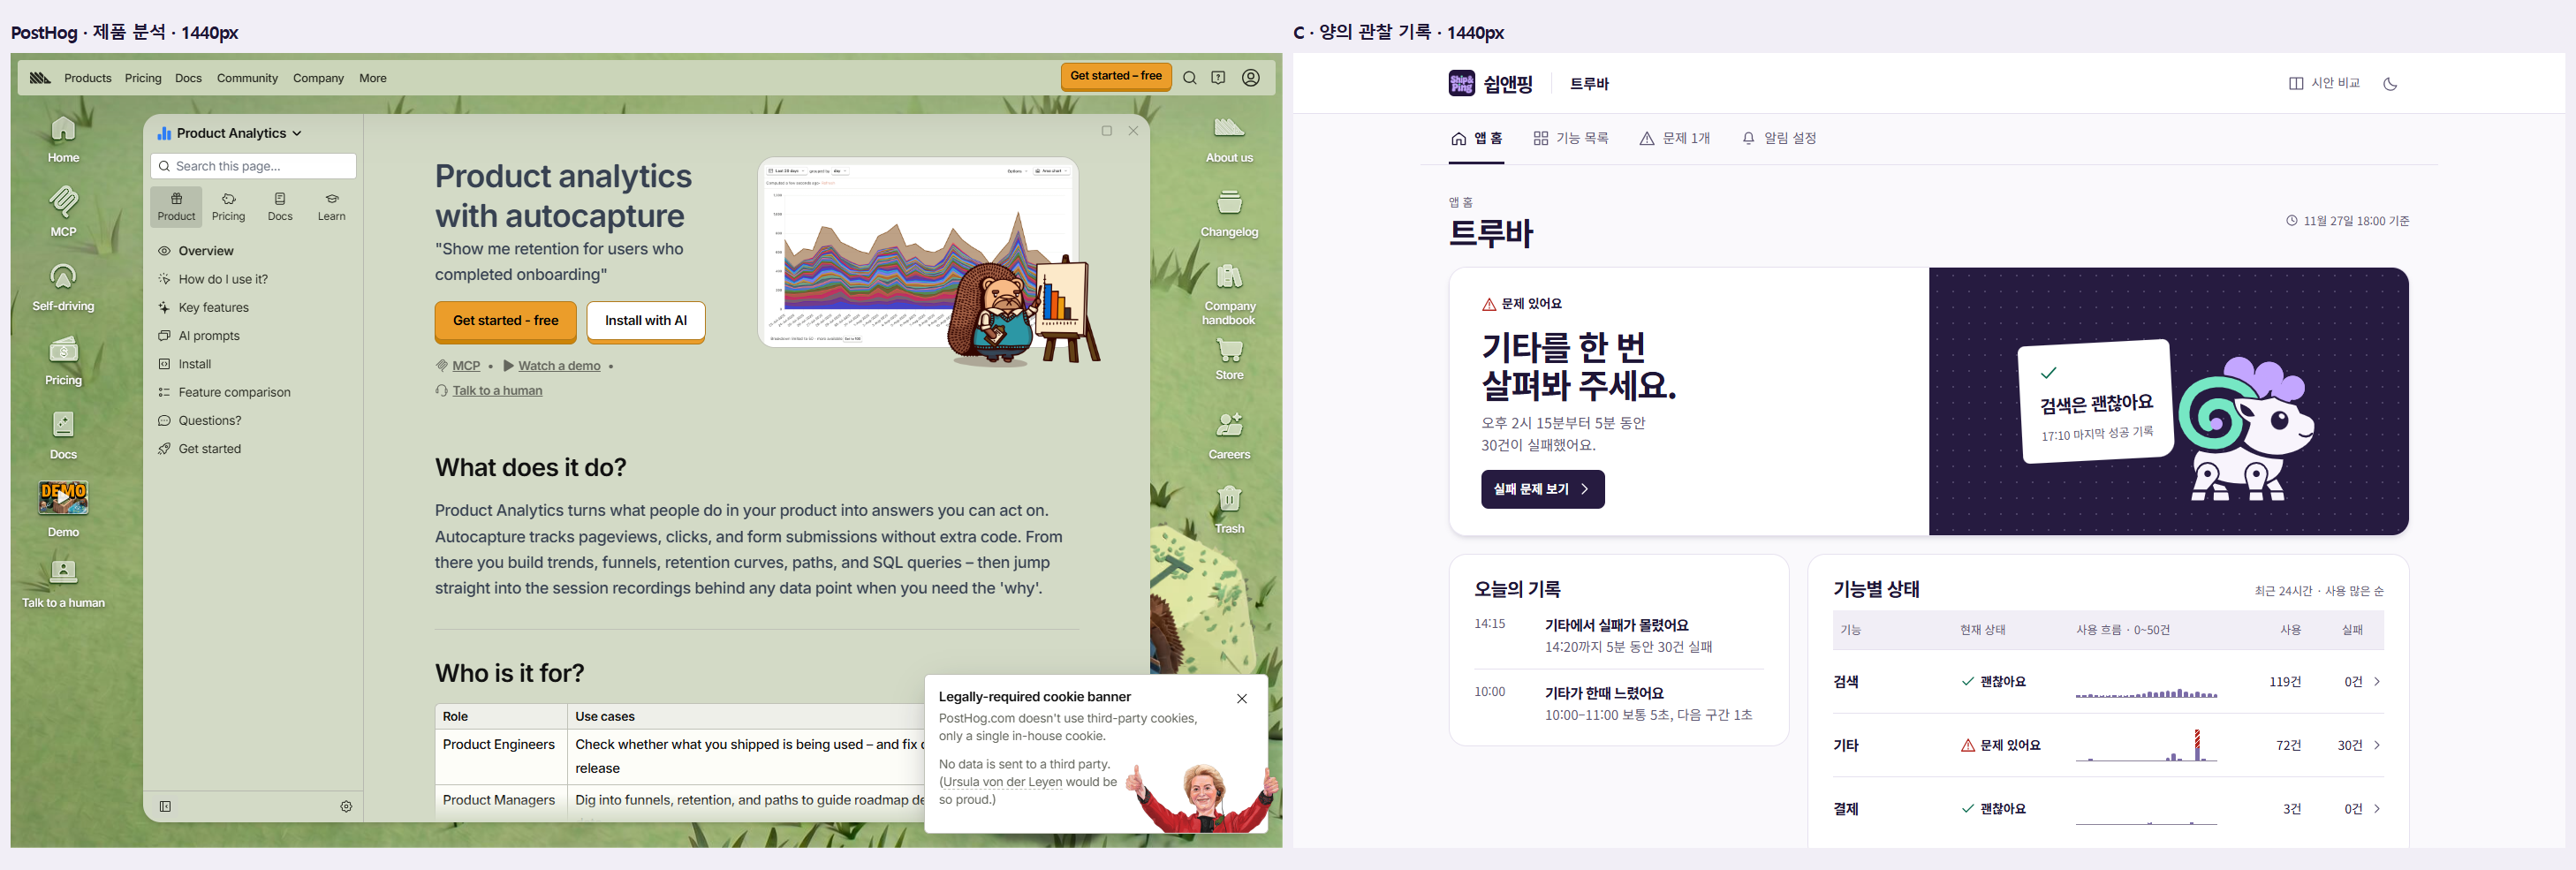 PostHog · 제품 분석 · 1440px
Products
Pricing
Docs
Community
Company
More
Get started – free
Home
MCP
Self-driving
Pricing
Docs
DEMO
Demo
Talk to a human
Product Analytics
Search this page...
Product
Pricing
Docs
Learn
Overview
How do I use it?
Key features
AI prompts
Install
Feature comparison
Questions?
Get started
Product analytics
with autocapture
"Show me retention for users who
completed onboarding"
Get started - free
Install with AI
MCP •
Watch a demo •
Talk to a human
What does it do?
Product Analytics turns what people do in your product into answers you can act on.
Autocapture tracks pageviews, clicks, and form submissions without extra code. From
there you build trends, funnels, retention curves, paths, and SQL queries – then jump
straight into the session recordings behind any data point when you need the 'why'.
Who is it for?
Role
Use cases
Product Engineers
Check whether what you shipped is being used – and fix
release
Product Managers
Dig into funnels, retention, and paths to guide roadmap
About us
Changelog
Company
handbook
Store
Careers
Trash
Legally-required cookie banner
PostHog.com doesn't use third-party cookies,
only a single in-house cookie.
No data is sent to a third party.
(Ursula von der Leyen would be
so proud.)
C · 양의 관찰 기록 · 1440px
Ship&
Ping
쉽앤핑
트루바
시안 비교
앱 홈
기능 목록
문제 1개
알림 설정
앱 홈
트루바
11월 27일 18:00 기준
문제 있어요
기타를 한 번
살펴봐 주세요.
오후 2시 15분부터 5분 동안
30건이 실패했어요.
실패 문제 보기
검색은 괜찮아요
17:10 마지막 성공 기록
오늘의 기록
14:15
기타에서 실패가 몰렸어요
14:20까지 5분 동안 30건 실패
10:00
기타가 한때 느렸어요
10:00–11:00 보통 5초, 다음 구간 1초
기능별 상태
최근 24시간 · 사용 많은 순
기능
현재 상태
사용 흐름 · 0~50건
사용
실패
검색
괜찮아요
119건
0건
기타
문제 있어요
72건
30건
결제
괜찮아요
3건
0건